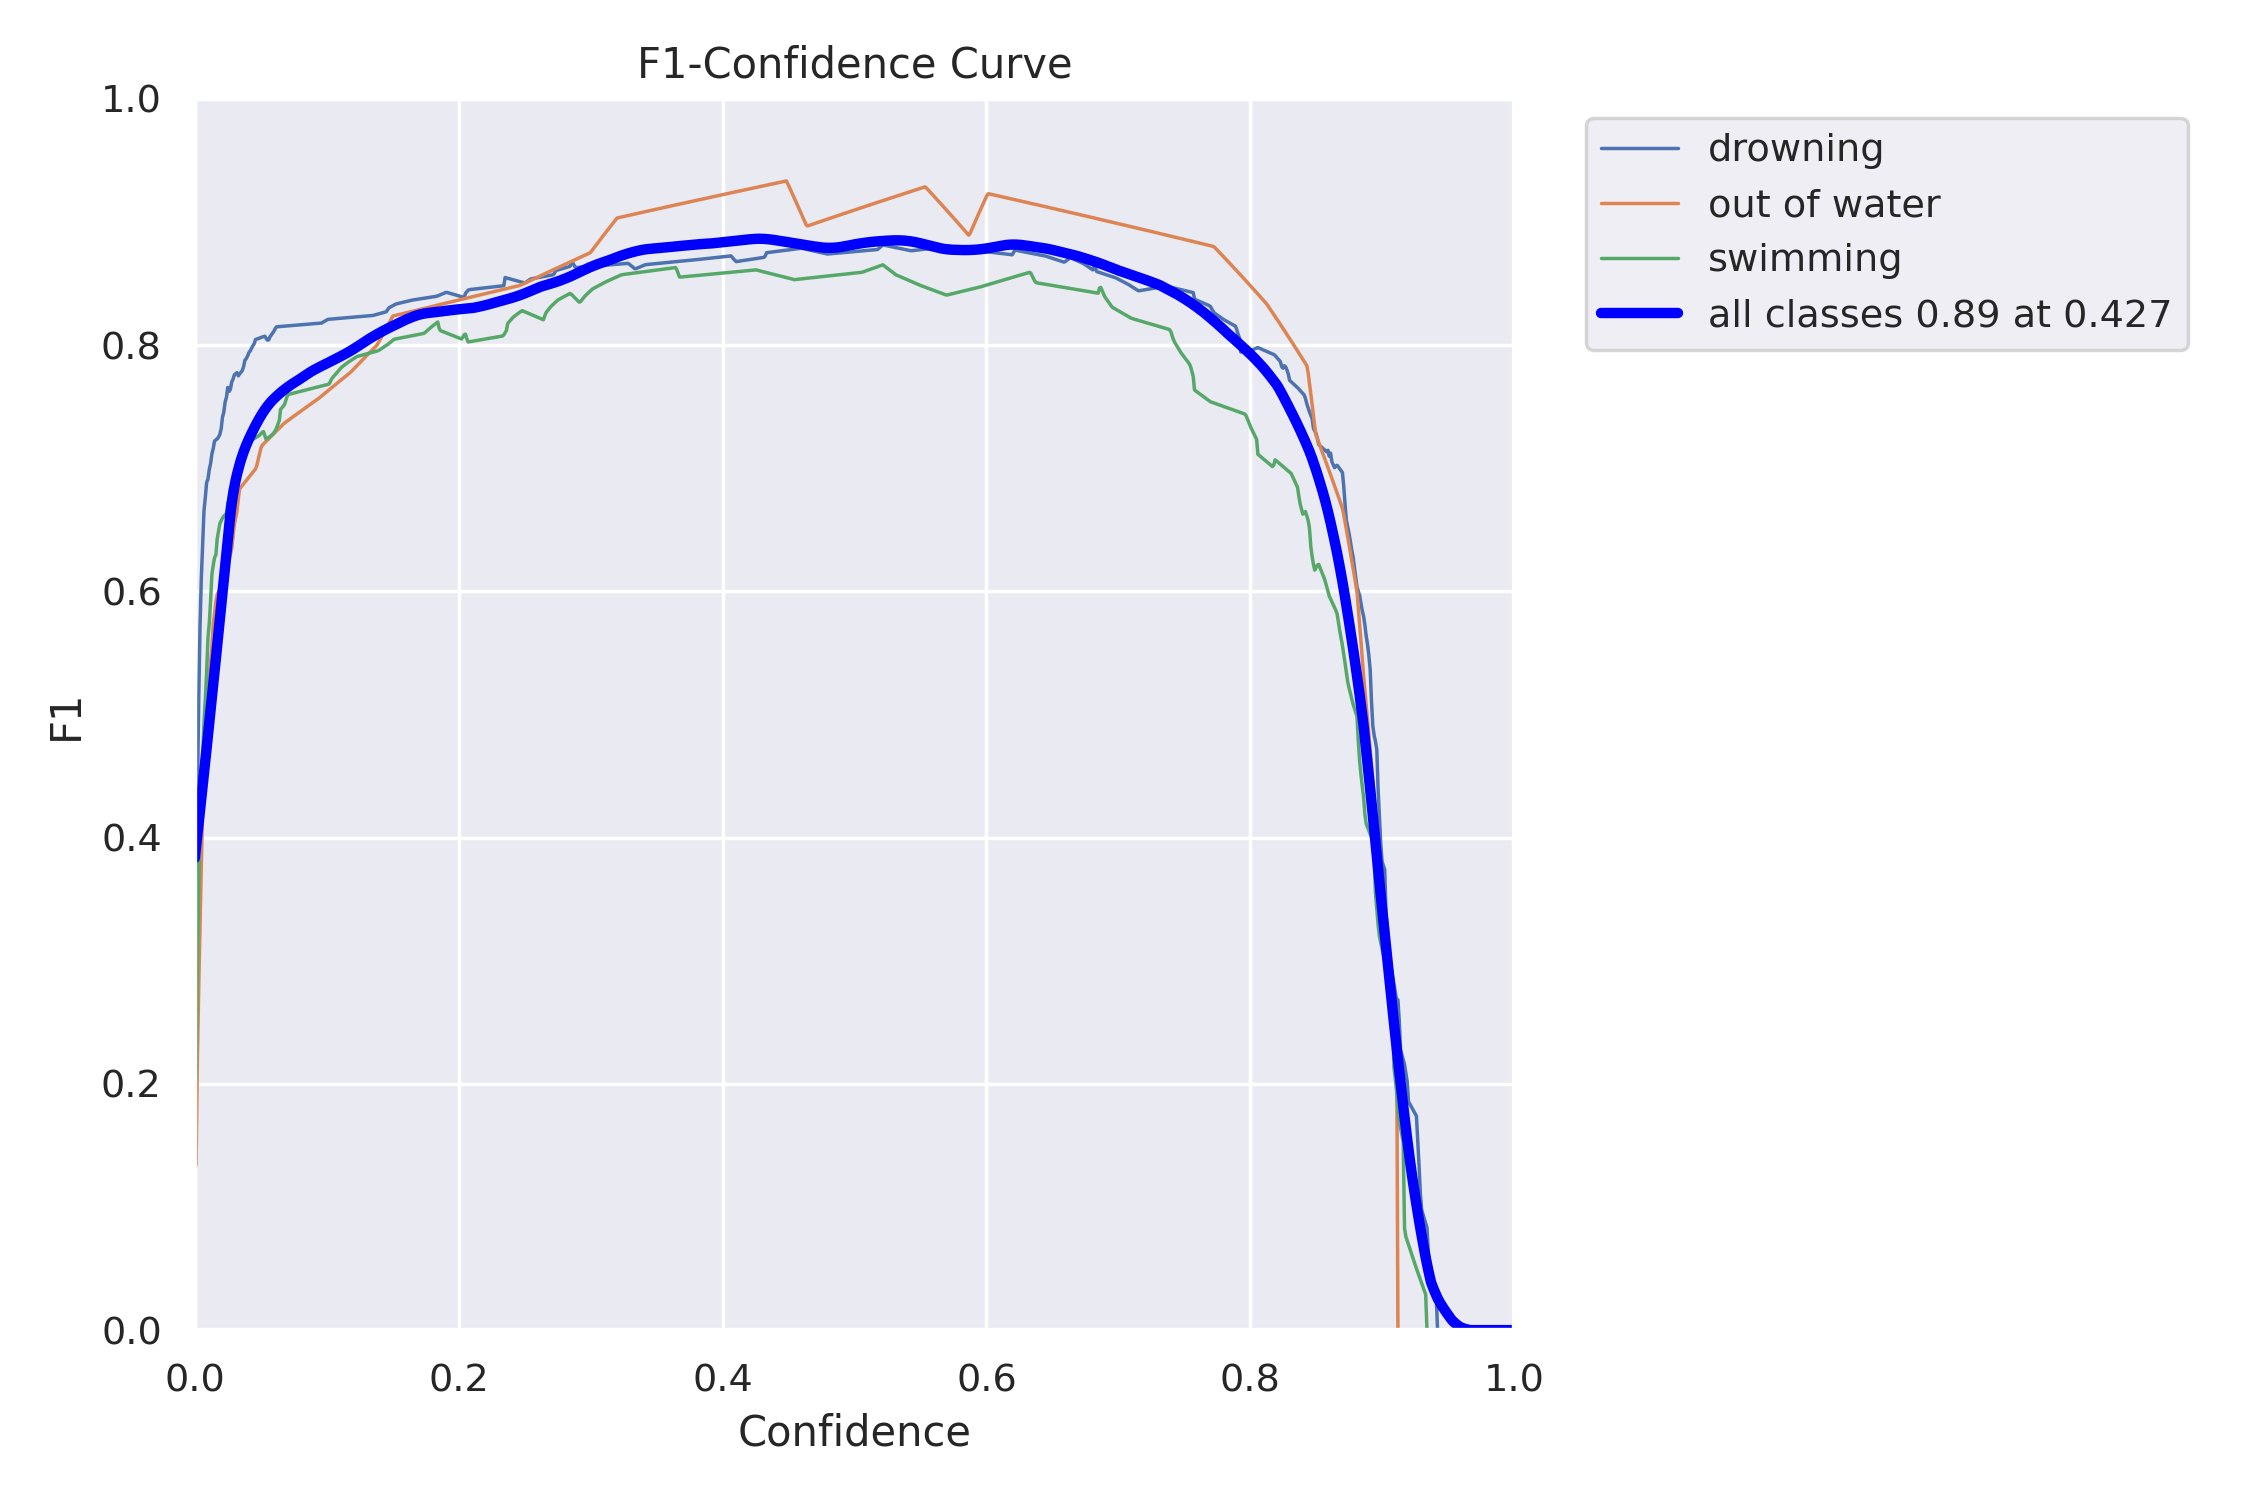 F1-Confidence Curve
1.0
0.8
0.6
0.4
0.2
0.0
F1
0.0 0.2 0.4 0.6 0.8 1.0
Confidence
drowning
out of water
swimming
all classes 0.89 at 0.427